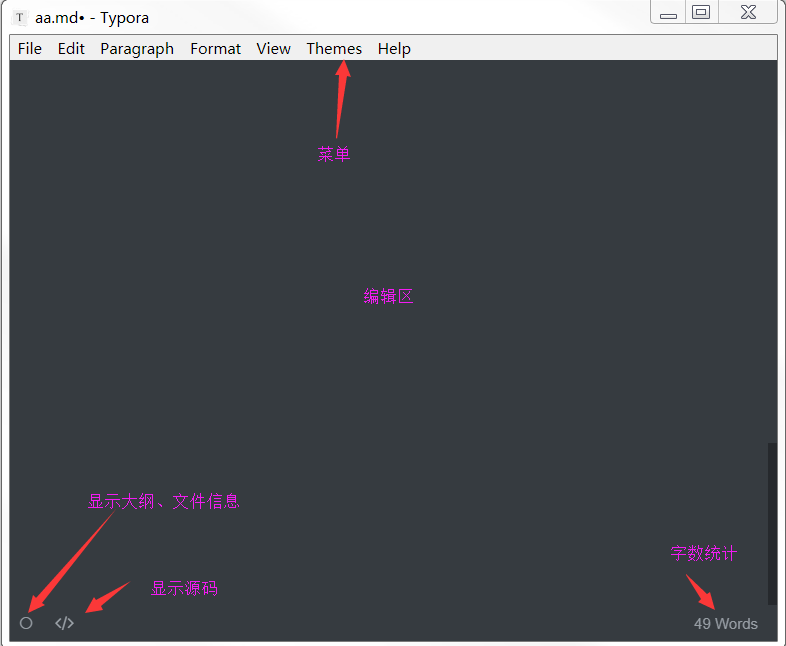 T aa.md• - Typora
File Edit Paragraph Format View Themes Help
菜单
编辑区
显示大纲、文件信息
字数统计
显示源码
</> 49 Words